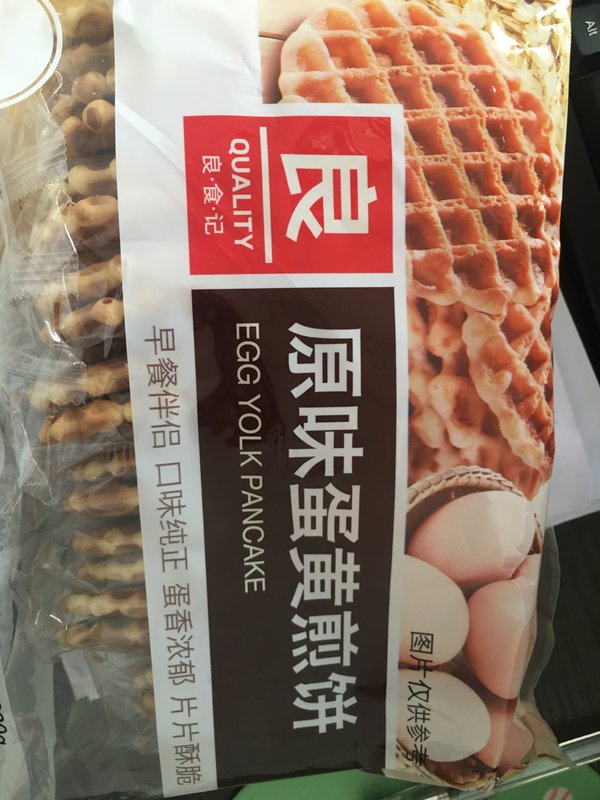 良
QUALITY
良·食·记
原味蛋黄煎饼
EGG YOLK PANCAKE
早餐伴侣 口味纯正 蛋香浓郁 片片酥脆
图片仅供参考
Alt